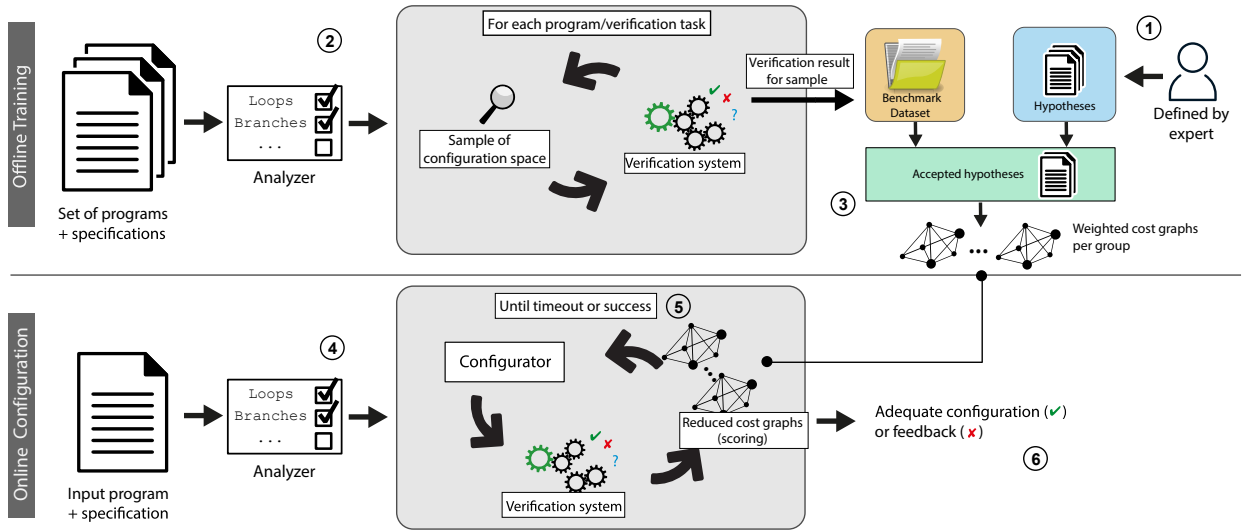 Offline Training
Set of programs
+ specifications
2
Loops
Branches
...
Analyzer
For each program/verification task
Sample of
configuration space
?
Verification system
Verification result
for sample
Benchmark
Dataset
Hypotheses
1
Defined by
expert
Accepted hypotheses
3
...
Weighted cost graphs
per group
Online Configuration
Input program
+ specification
4
Loops
Branches
...
Analyzer
Until timeout or success
5
Configurator
?
Verification system
Reduced cost graphs
(scoring)
Adequate configuration (✔)
or feedback (✘)
6